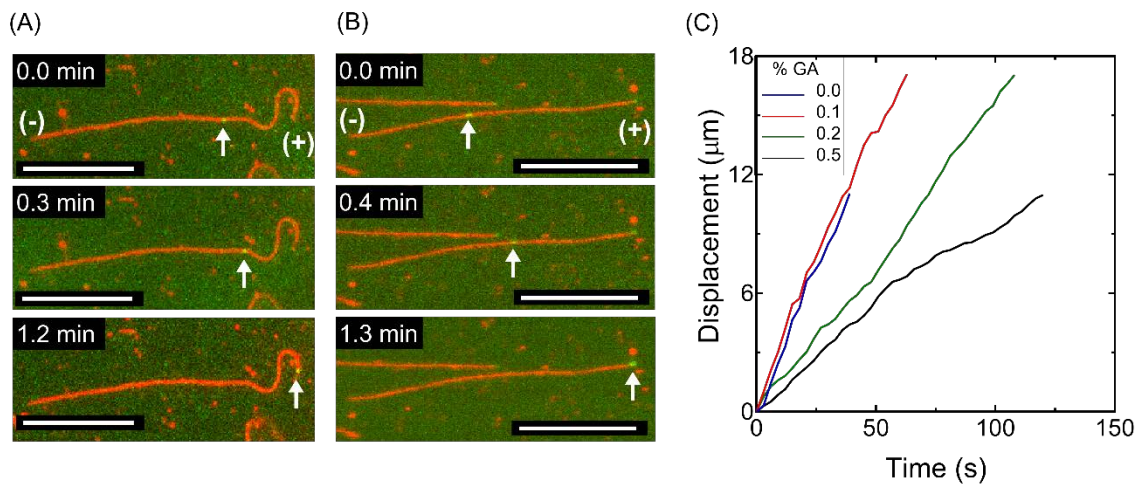 (A)
0.0 min
(-)
(+)
0.3 min
1.2 min
(B)
0.0 min
(-)
(+)
0.4 min
1.3 min
(C)
Displacement (μm)
18
12
6
0
% GA
0.0
0.1
0.2
0.5
0 50 100 150
Time (s)